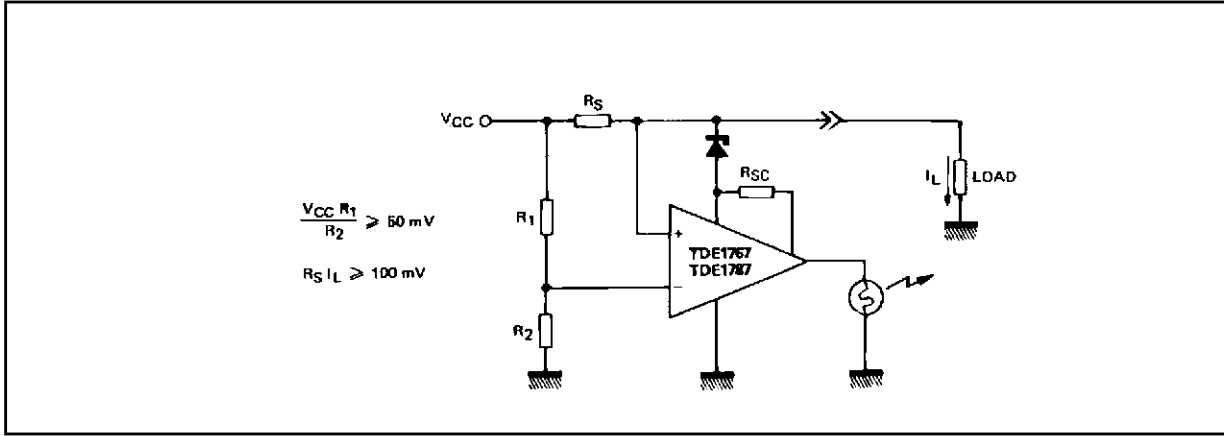 RS
VCC
RSC
IL LOAD
R1
VCC R1 / R2 ⩾ 50 mV
+
TDE1767
TDE1787
RS IL ⩾ 100 mV
−
R2